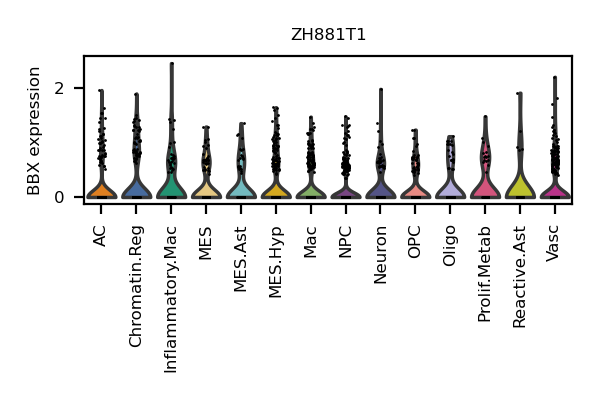 ZH881T1
BBX expression
2
0
AC
Chromatin.Reg
Inflammatory.Mac
MES
MES.Ast
MES.Hyp
Mac
NPC
Neuron
OPC
Oligo
Prolif.Metab
Reactive.Ast
Vasc